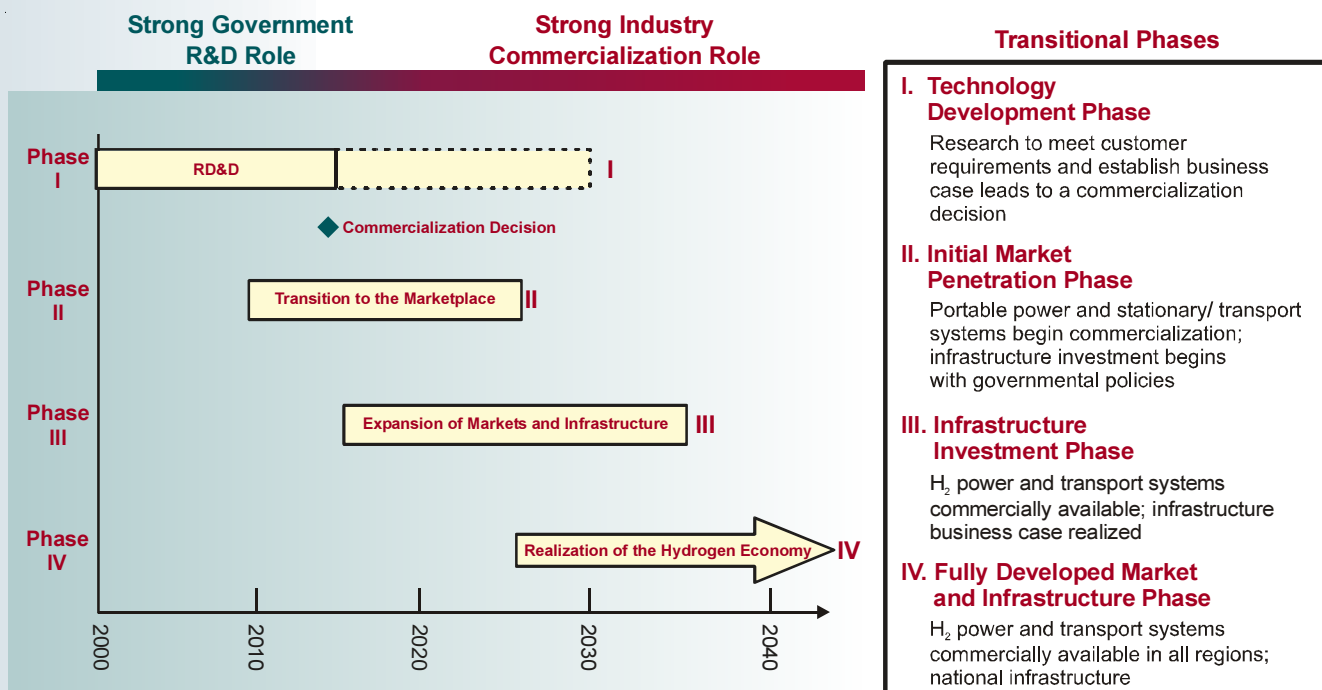 Strong Government
R&D Role
Strong Industry
Commercialization Role
Phase
I
RD&D
I
Commercialization Decision
Phase
II
Transition to the Marketplace
II
Phase
III
Expansion of Markets and Infrastructure
III
Phase
IV
Realization of the Hydrogen Economy
IV
2000
2010
2020
2030
2040
Transitional Phases
I. Technology
Development Phase
Research to meet customer
requirements and establish business
case leads to a commercialization
decision
II. Initial Market
Penetration Phase
Portable power and stationary/ transport
systems begin commercialization;
infrastructure investment begins
with governmental policies
III. Infrastructure
Investment Phase
H₂ power and transport systems
commercially available; infrastructure
business case realized
IV. Fully Developed Market
and Infrastructure Phase
H₂ power and transport systems
commercially available in all regions;
national infrastructure